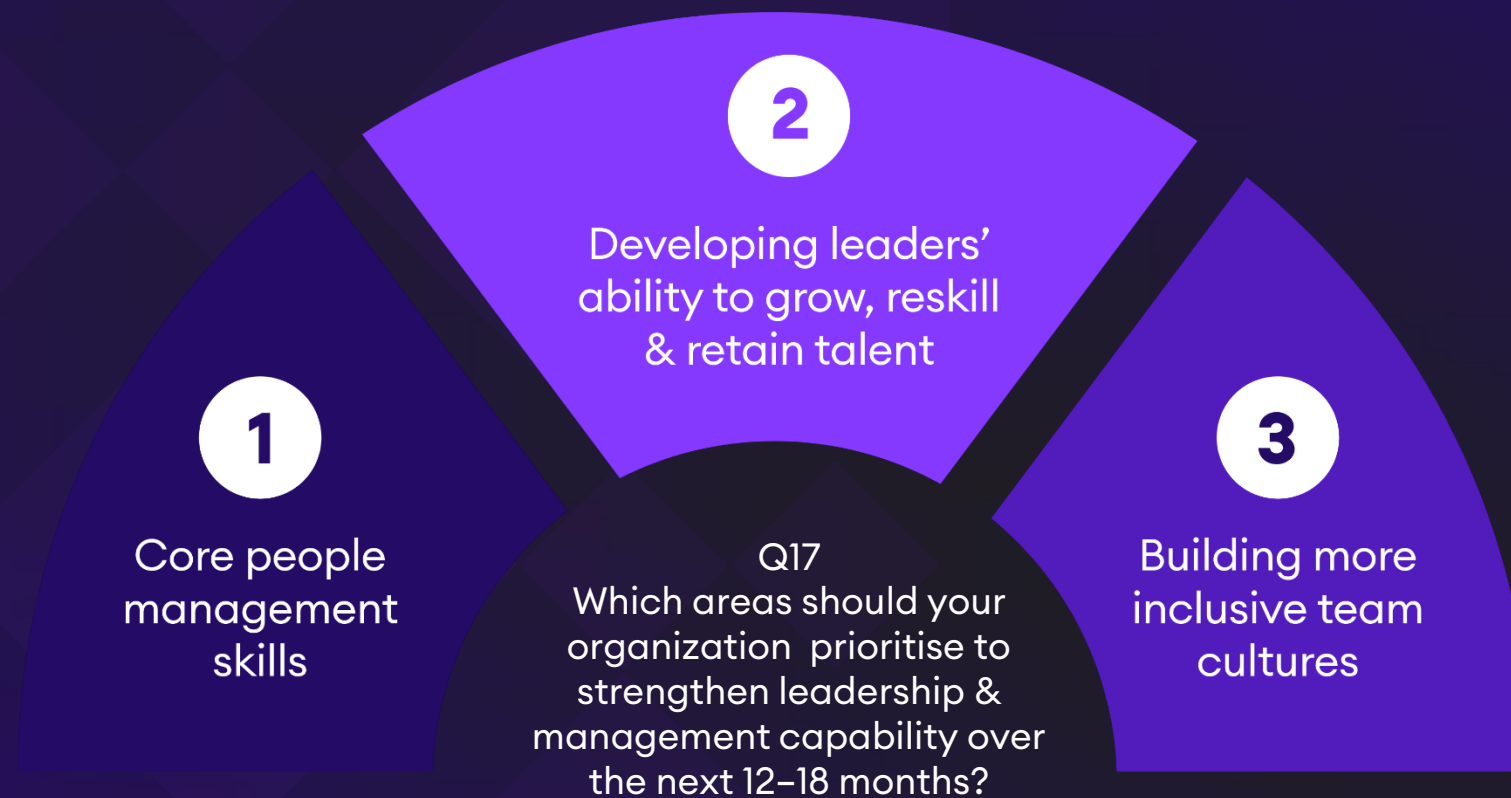 1
Core people
management
skills
2
Developing leaders’
ability to grow, reskill
& retain talent
3
Building more
inclusive team
cultures
Q17
Which areas should your
organization  prioritise to
strengthen leadership &
management capability over
the next 12–18 months?